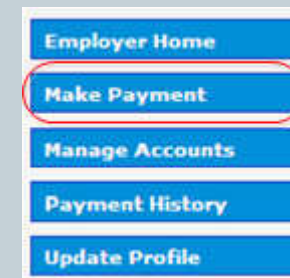 Employer Home
Make Payment
Manage Accounts
Payment History
Update Profile